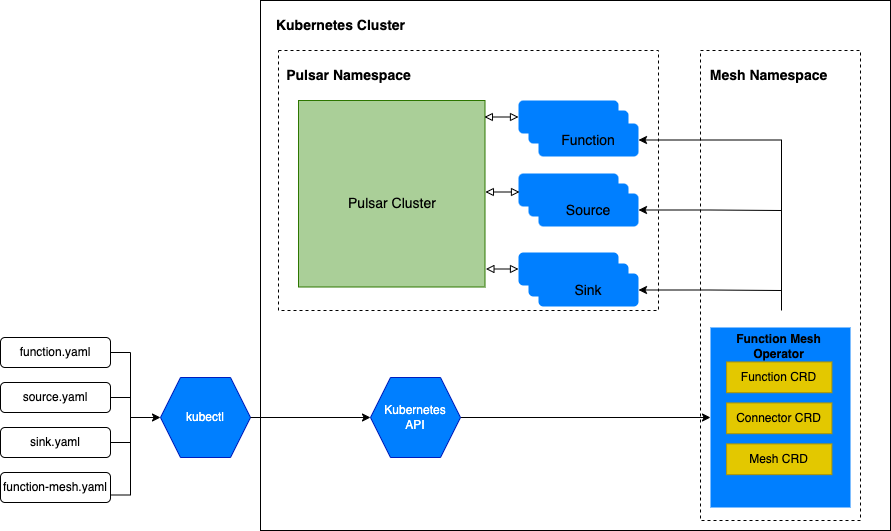 Kubernetes Cluster
Pulsar Namespace
Mesh Namespace
Pulsar Cluster
Function
Source
Sink
function.yaml
source.yaml
sink.yaml
function-mesh.yaml
kubectl
Kubernetes
API
Function Mesh
Operator
Function CRD
Connector CRD
Mesh CRD